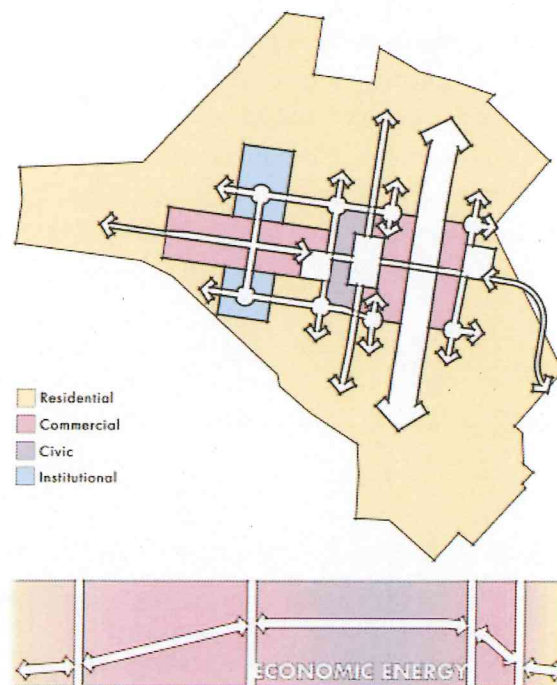 Residential
Commercial
Civic
Institutional
ECONOMIC ENERGY